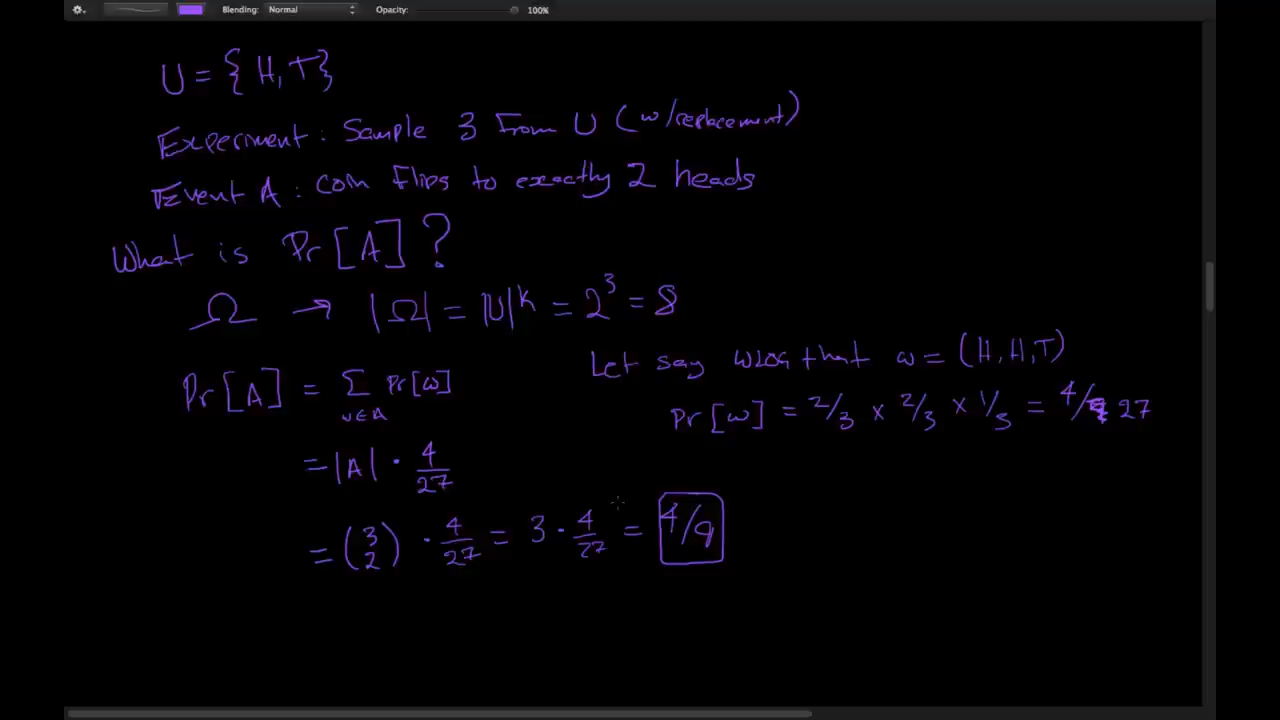 Blending: Normal Opacity: 100%
U = {H, T}
Experiment: Sample 3 From U (w/replacement)
Event A: coin flips to exactly 2 heads
What is Pr[A]?
Ω → |Ω| = |U|^k = 2^3 = 8
Let say WLOG that ω = (H, H, T)
Pr[A] = Σ Pr[ω]
ω∈A
Pr[ω] = 2/3 × 2/3 × 1/3 = 4/27
= |A| · 4/27
= (3 2) · 4/27 = 3 · 4/27 = 4/9